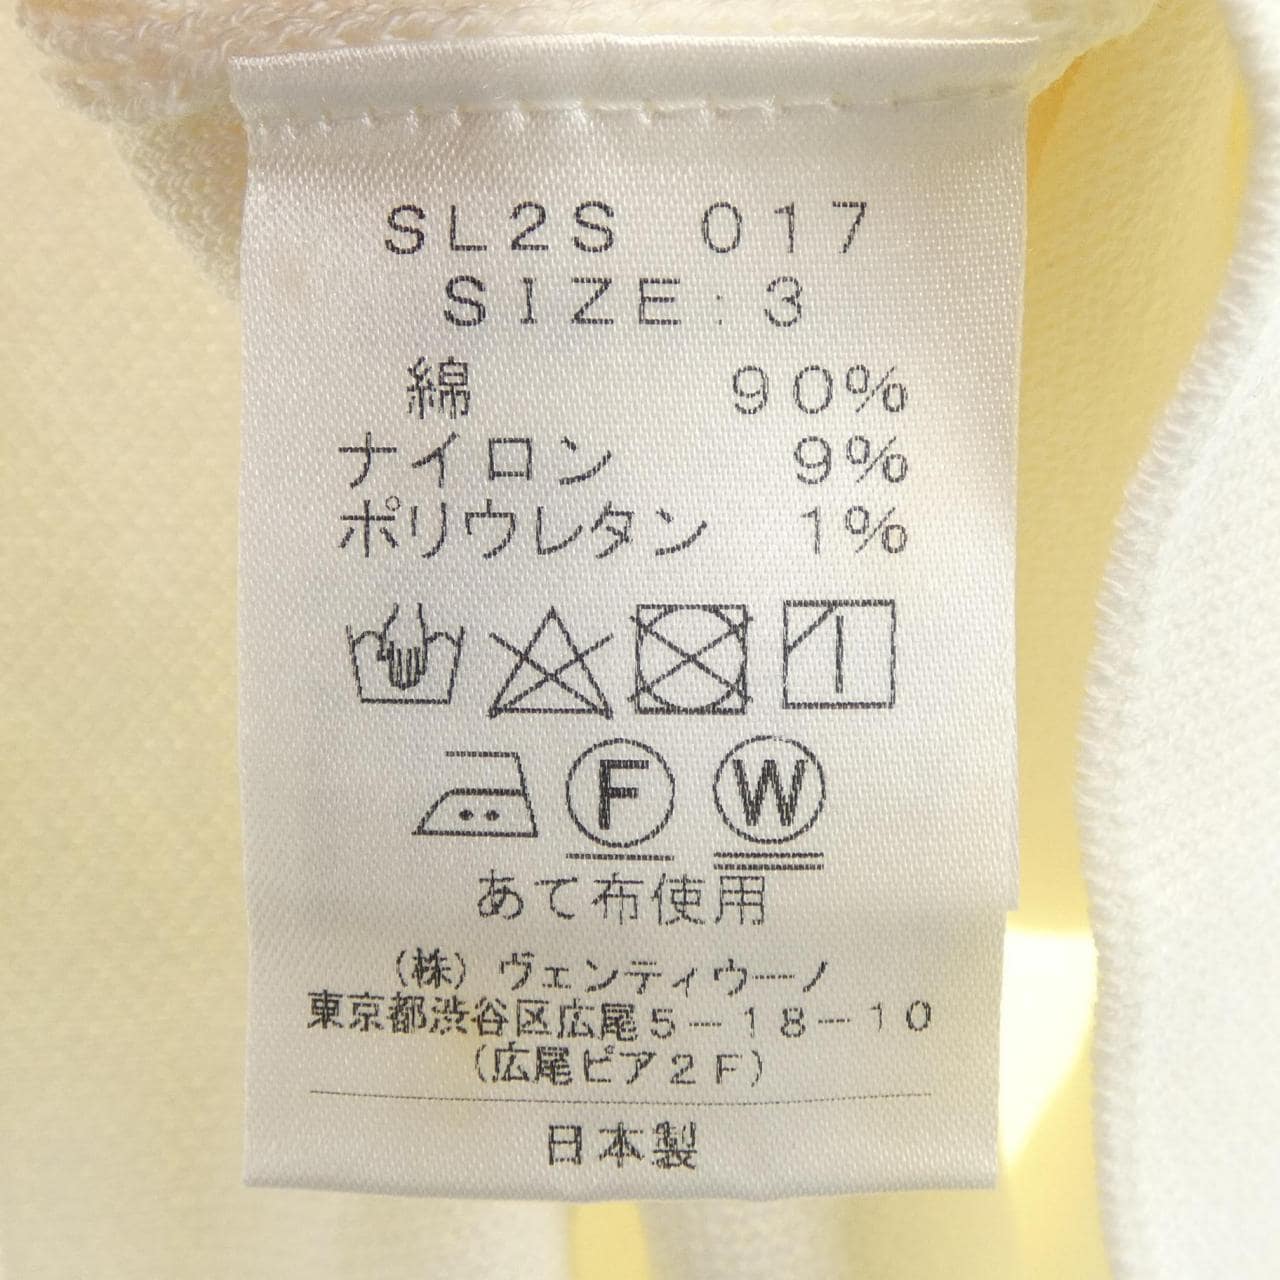 SL2S 017
SIZE:3
綿 90%
ナイロン 9%
ポリウレタン 1%
F W
あて布使用
(株)ヴェンティウーノ
東京都渋谷区広尾5-18-10
(広尾ピア2F)
日本製